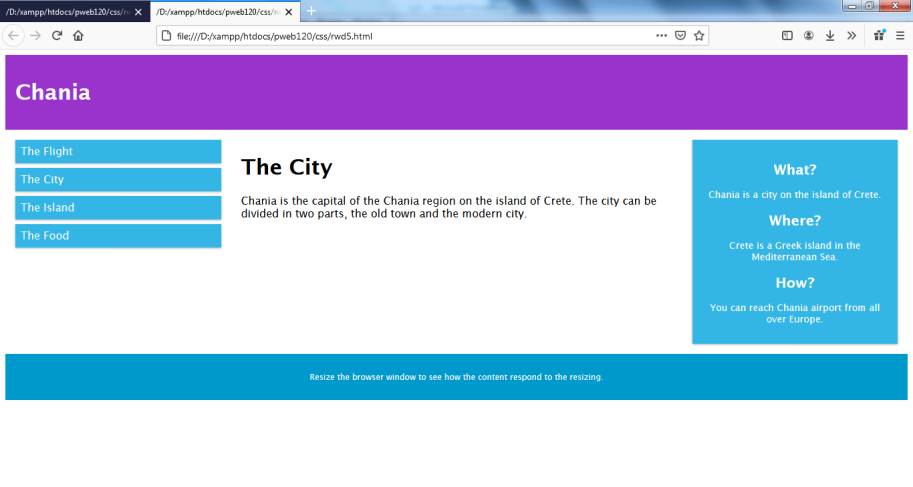 /D:/xampp/htdocs/pweb120/css/rw
/D:/xampp/htdocs/pweb120/css/rw
file:///D:/xampp/htdocs/pweb120/css/rwd5.html
Chania
The Flight
The City
The Island
The Food
The City
Chania is the capital of the Chania region on the island of Crete. The city can be
divided in two parts, the old town and the modern city.
What?
Chania is a city on the island of Crete.
Where?
Crete is a Greek island in the
Mediterranean Sea.
How?
You can reach Chania airport from all
over Europe.
Resize the browser window to see how the content respond to the resizing.